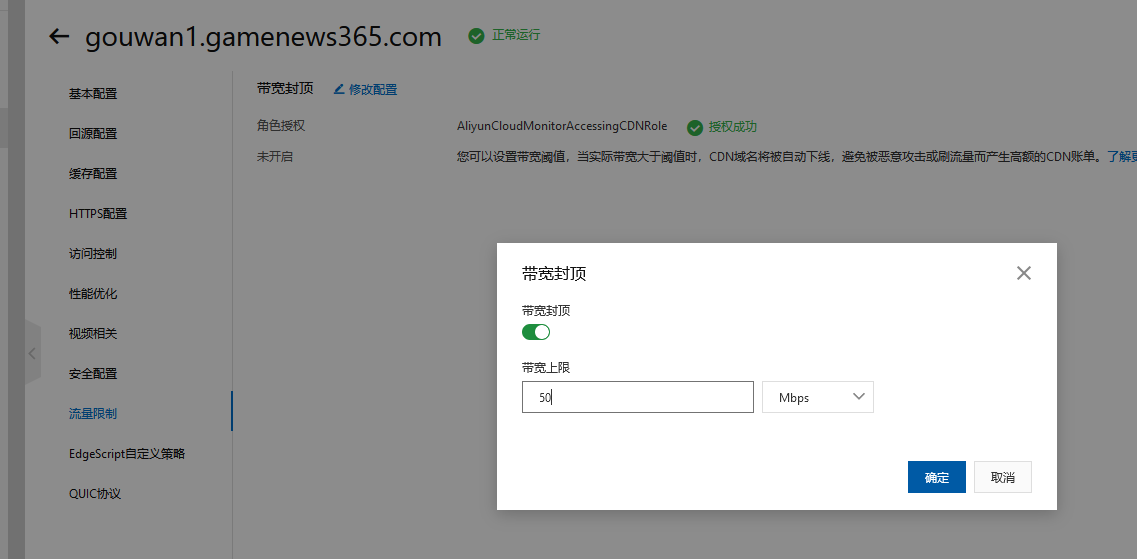 gouwan1.gamenews365.com
正常运行
基本配置
回源配置
缓存配置
HTTPS配置
访问控制
性能优化
视频相关
安全配置
流量限制
EdgeScript自定义策略
QUIC协议
带宽封顶
修改配置
角色授权
AliyunCloudMonitorAccessingCDNRole
授权成功
未开启
您可以设置带宽阈值，当实际带宽大于阈值时，CDN域名将被自动下线，避免被恶意攻击或刷流量而产生高额的CDN账单。了解更
带宽封顶
带宽封顶
带宽上限
50
Mbps
确定
取消